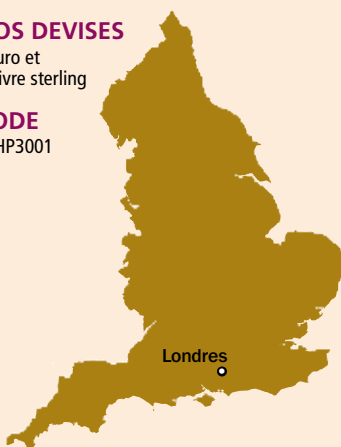 OS DEVISES
uro et
ivre sterling
ODE
HP3001
Londres